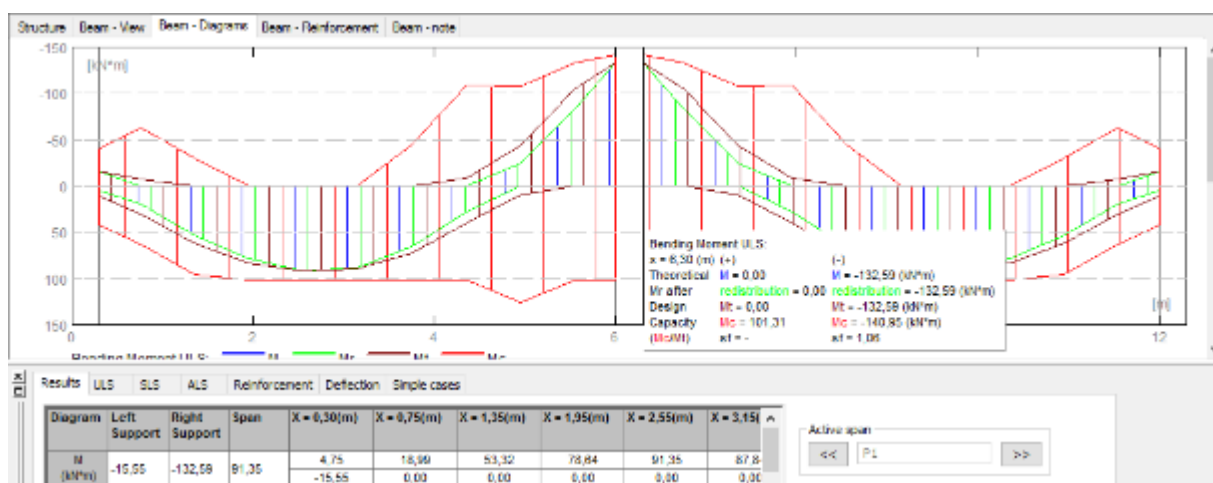 Structure Beam - View Beam - Diagrams Beam - Reinforcement Beam - note
-150
[kN*m]
-100
-50
0
50
100
150
0 2 4 6 12
[m]
Bending Moment ULS:
x = 6,30 (m) (+) (-)
Theoretical M = 0,00 M = -132,59 (kN*m)
Mr after redistribution = 0,00 redistribution = -132,59 (kN*m)
Design Mt = 0,00 Mt = -132,59 (kN*m)
Capacity Mc = 101,31 Mc = -140,95 (kN*m)
(Mc/Mt) sf = - sf = 1,06
Bending Moment ULS: M Mr Mt Mc
Results ULS SLS ALS Reinforcement Deflection Simple cases
Diagram Left Support Right Support Span X = 0,30(m) X = 0,75(m) X = 1,35(m) X = 1,95(m) X = 2,55(m) X = 3,15(
M (kN*m) -15,55 -132,59 91,35 4,75 18,99 53,32 78,64 91,35 87,8
-15,55 0,00 0,00 0,00 0,00 0,00
Active span
<< P1 >>